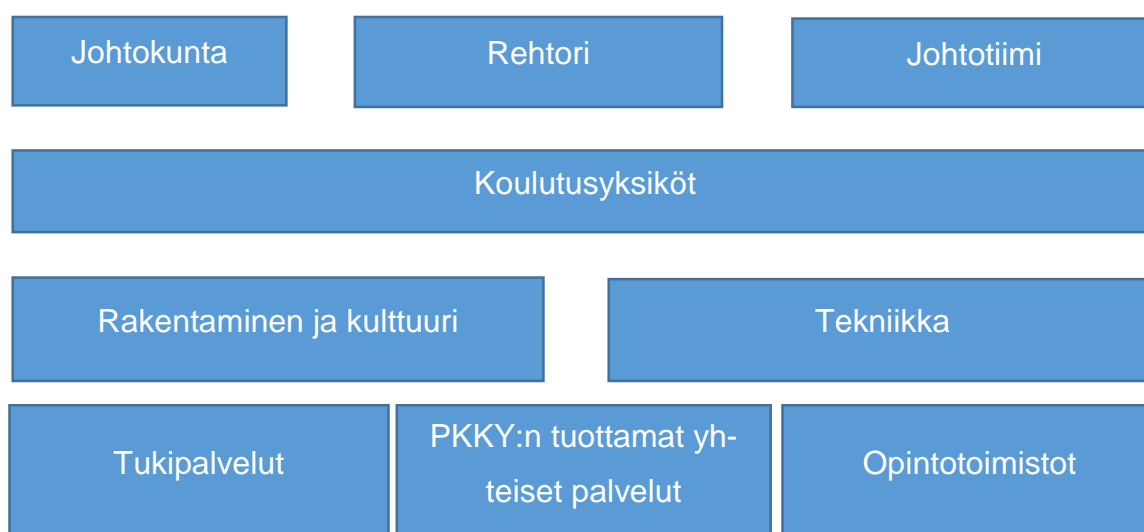 Johtokunta
Rehtori
Johtotiimi
Koulutusyksiköt
Rakentaminen ja kulttuuri
Tekniikka
Tukipalvelut
PKKY:n tuottamat yh-
teiset palvelut
Opintotoimistot